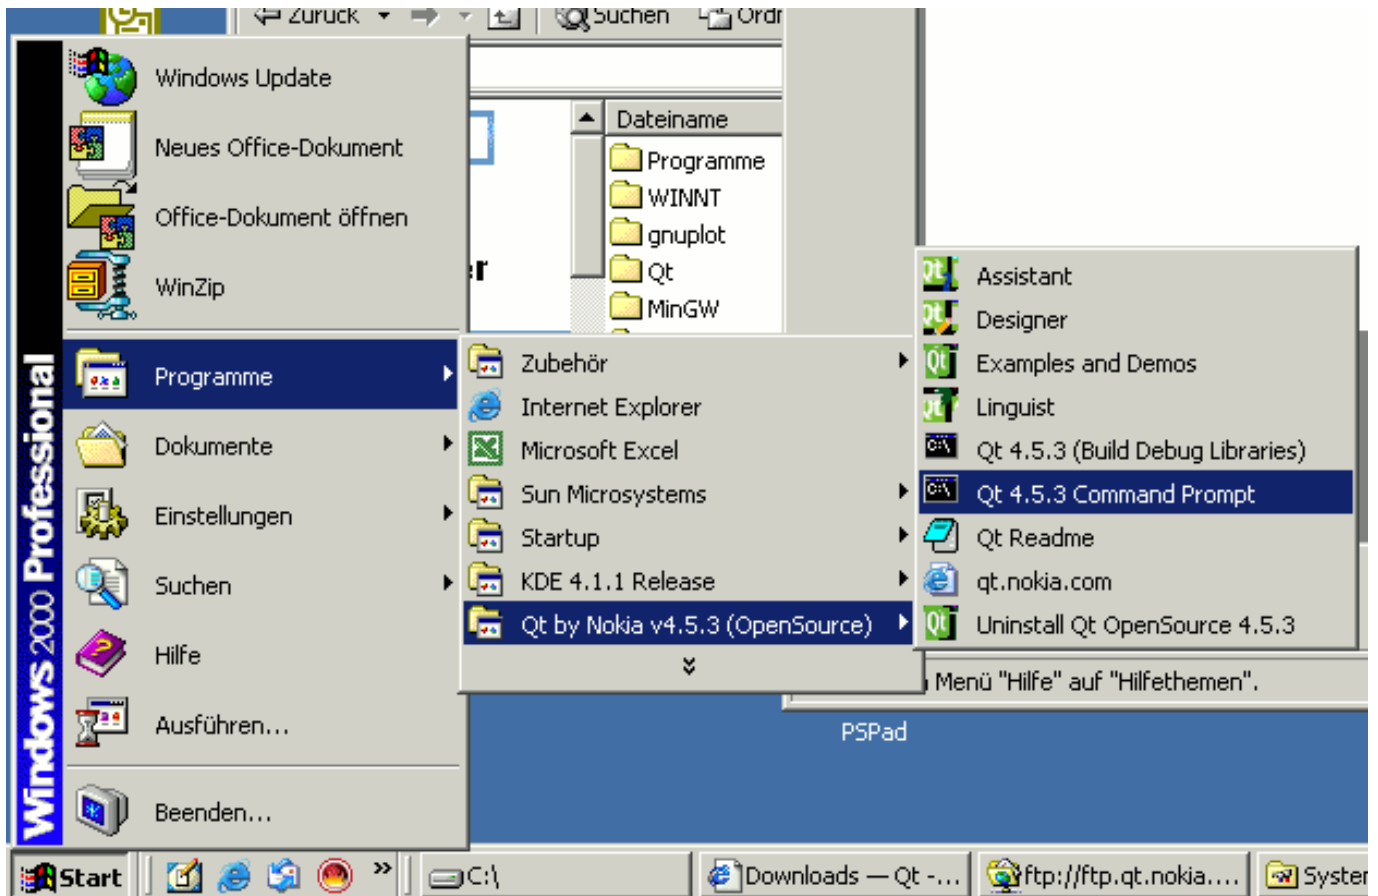 Zurück
Suchen
Ordn
Windows Update
Neues Office-Dokument
Office-Dokument öffnen
WinZip
Programme
Dokumente
Einstellungen
Suchen
Hilfe
Ausführen...
Beenden...
Windows 2000 Professional
Dateiname
Programme
WINNT
gnuplot
Qt
MinGW
er
Zubehör
Internet Explorer
Microsoft Excel
Sun Microsystems
Startup
KDE 4.1.1 Release
Qt by Nokia v4.5.3 (OpenSource)
Assistant
Designer
Examples and Demos
Linguist
Qt 4.5.3 (Build Debug Libraries)
Qt 4.5.3 Command Prompt
Qt Readme
qt.nokia.com
Uninstall Qt OpenSource 4.5.3
Menü "Hilfe" auf "Hilfethemen".
PSPad
Start
C:\
Downloads — Qt -...
ftp://ftp.qt.nokia....
System